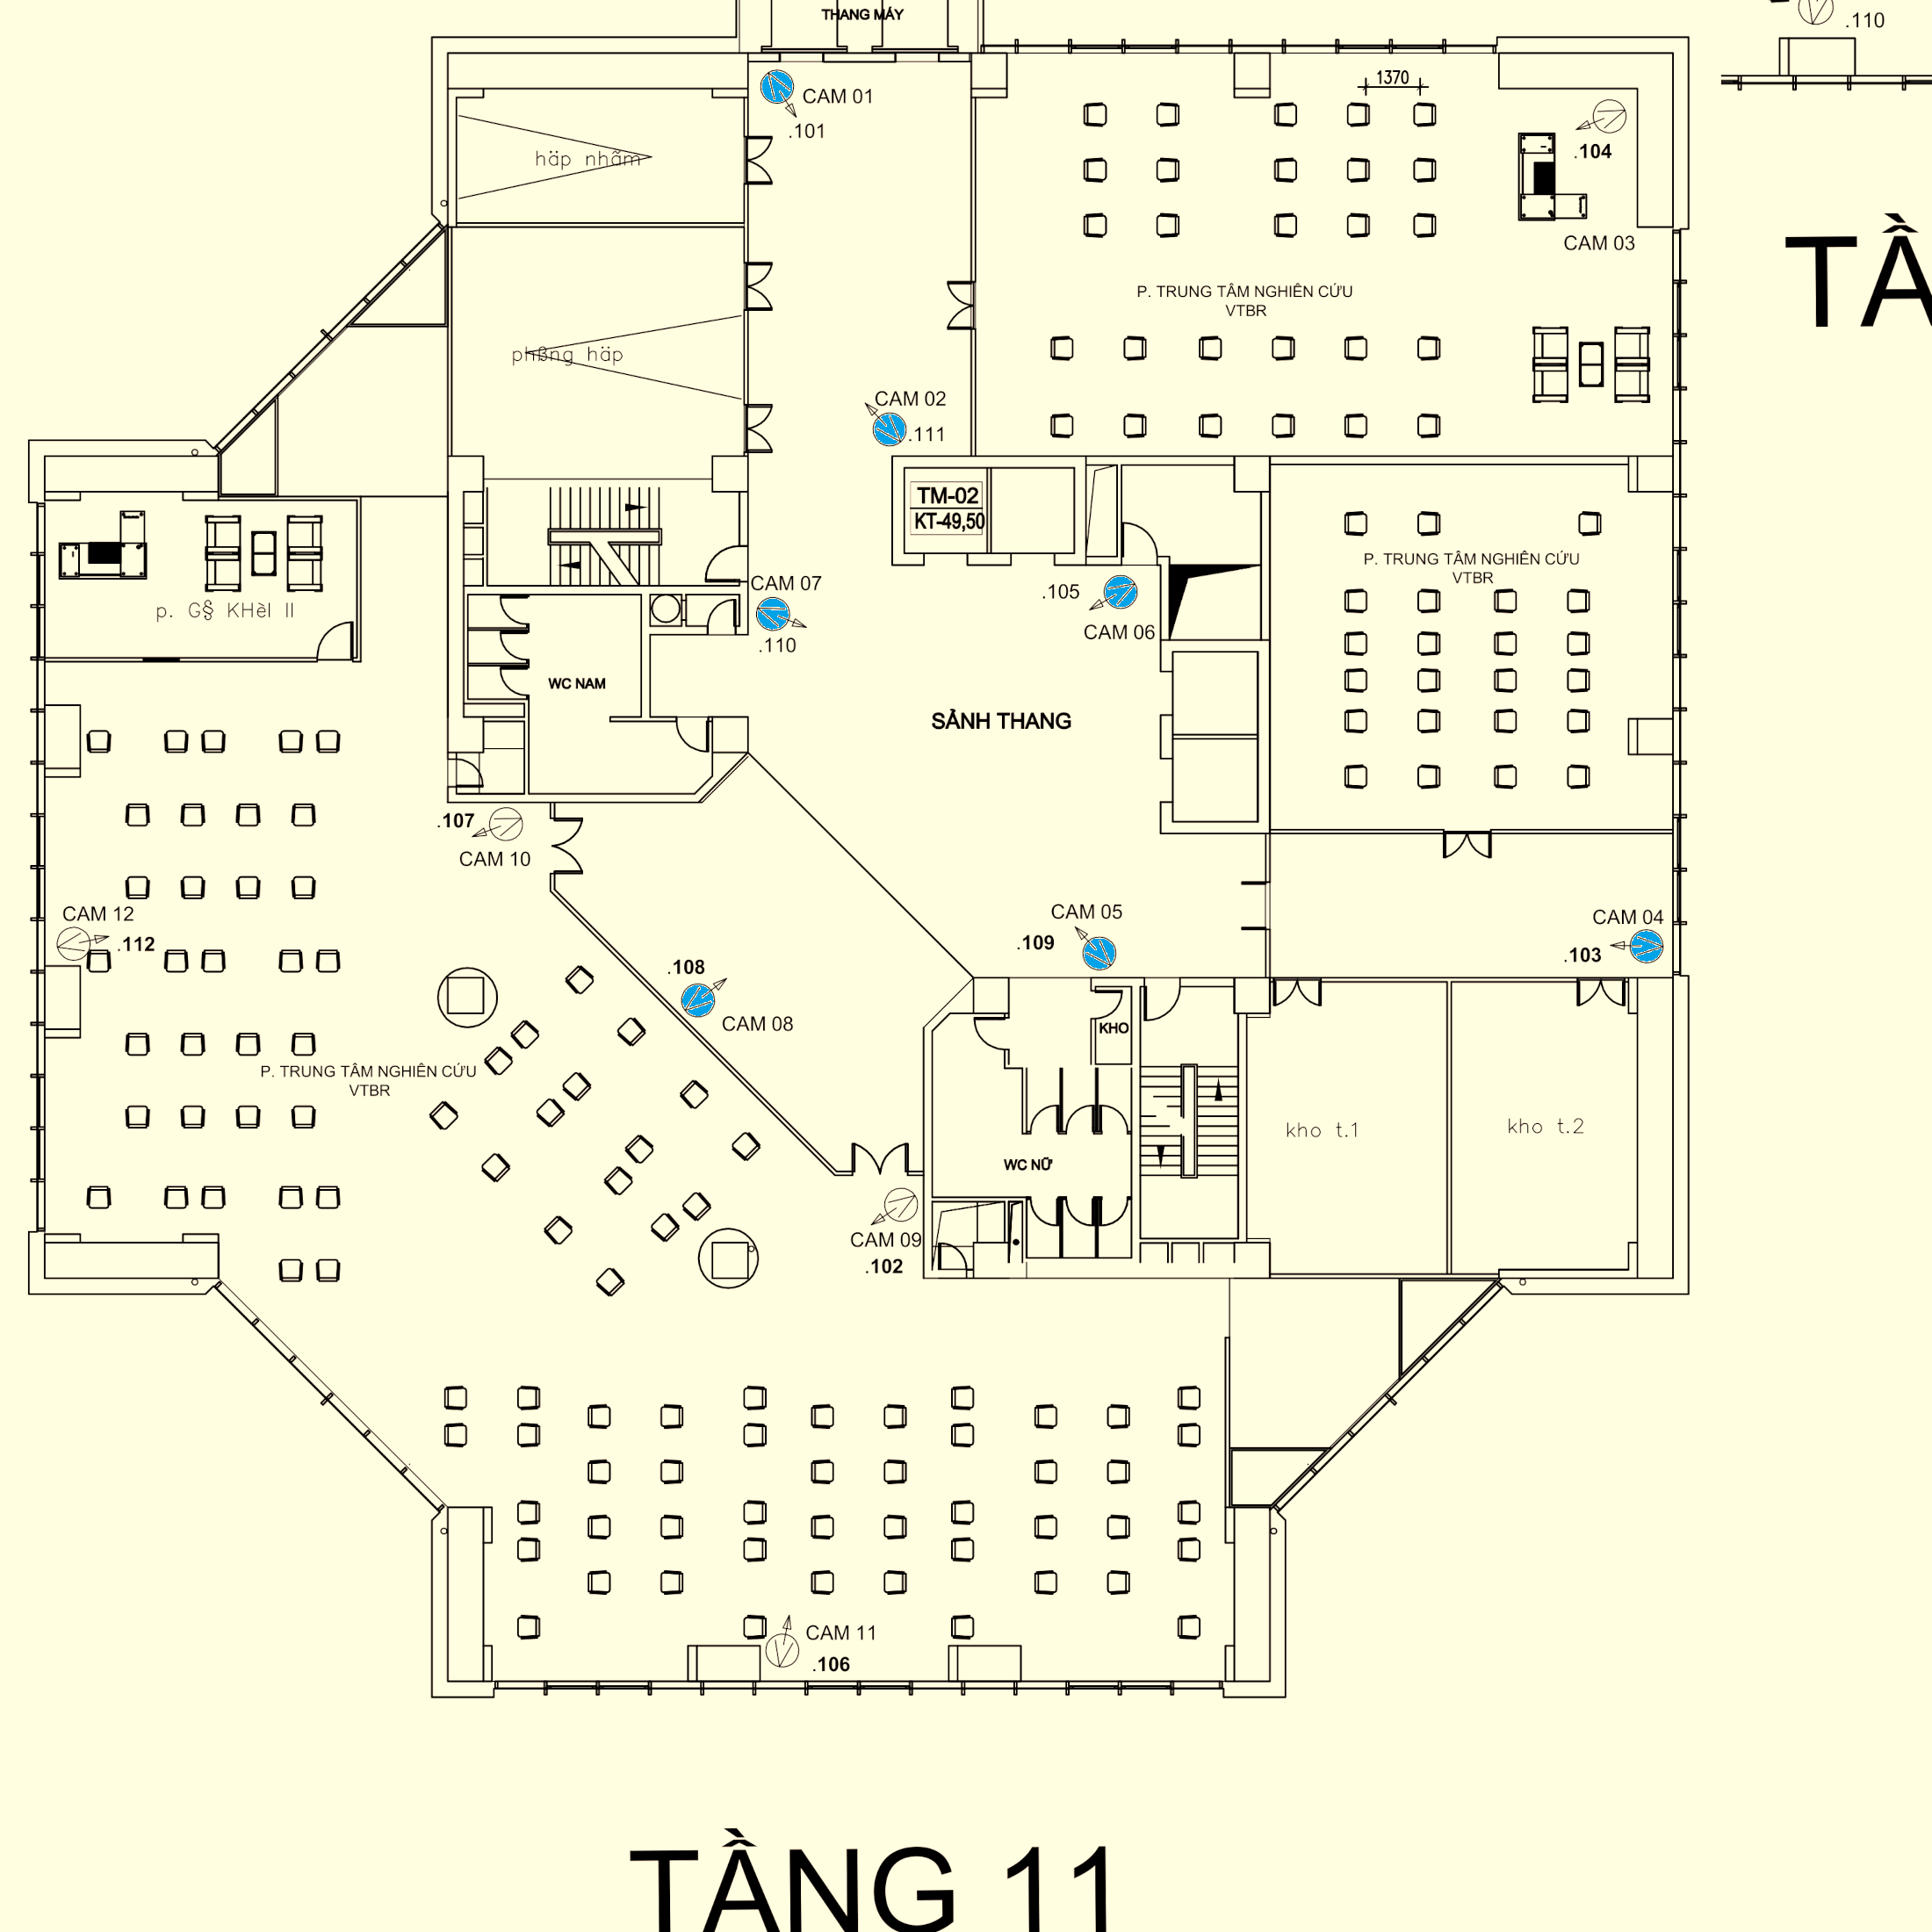 THANG MÁY
.110
CAM 01
.101
1370
.104
häp nhãm
CAM 03
TẦ
P. TRUNG TÂM NGHIÊN CỨU
VTBR
phßng häp
CAM 02
.111
TM-02
KT-49,50
P. TRUNG TÂM NGHIÊN CỨU
VTBR
CAM 07
.110
.105
CAM 06
p. G§ KHèI II
WC NAM
SẢNH THANG
.107
CAM 10
CAM 12
.112
CAM 05
.109
CAM 04
.103
.108
CAM 08
KHO
P. TRUNG TÂM NGHIÊN CỨU
VTBR
kho t.1
kho t.2
WC NỮ
CAM 09
.102
CAM 11
.106
TẦNG 11